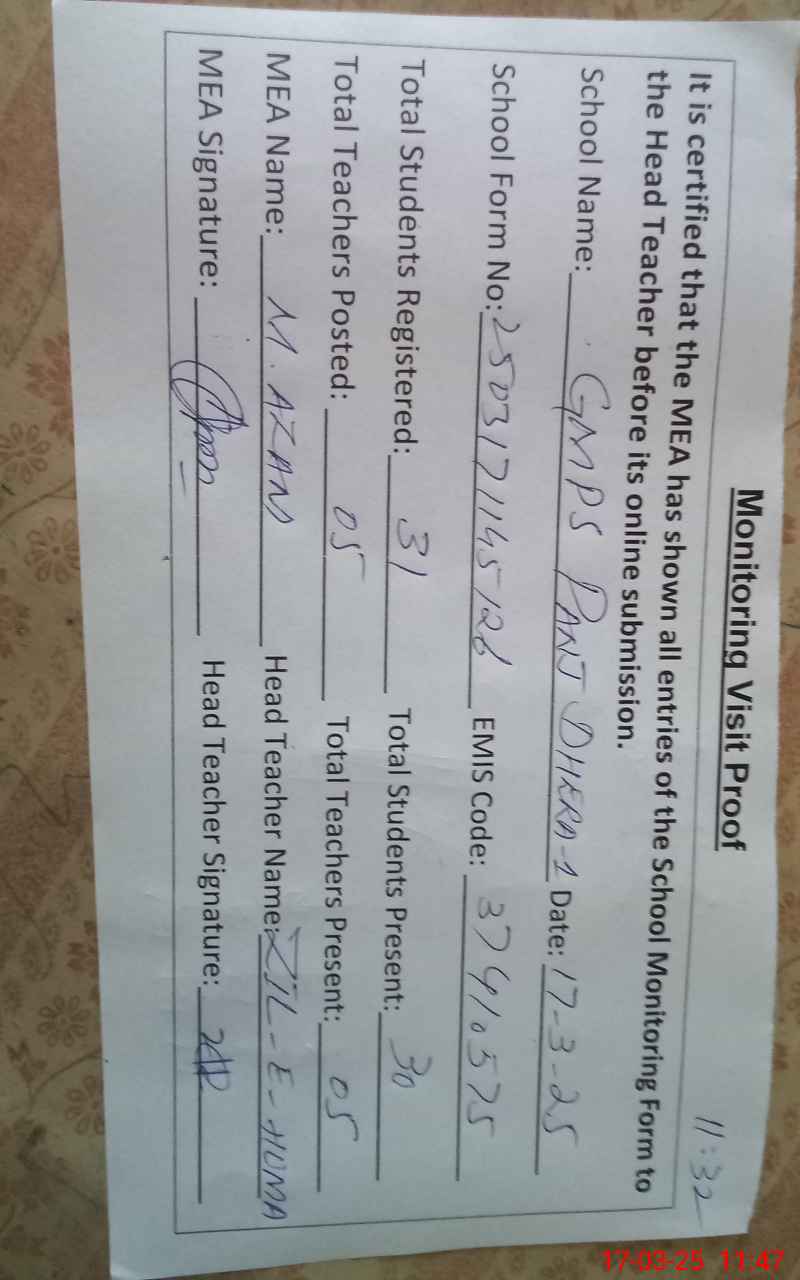 11:32
Monitoring Visit Proof
It is certified that the MEA has shown all entries of the School Monitoring Form to
the Head Teacher before its online submission.
School Name: GMPS PANJ DHERA-1 Date: 17-3-25
School Form No: 250317114512d EMIS Code: 37410575
Total Students Registered: 31 Total Students Present: 30
Total Teachers Posted: 05 Total Teachers Present: 05
MEA Name: M. AZAM Head Teacher Name: ZIL-E-HUMA
MEA Signature: Head Teacher Signature:
17-03-25 11:47